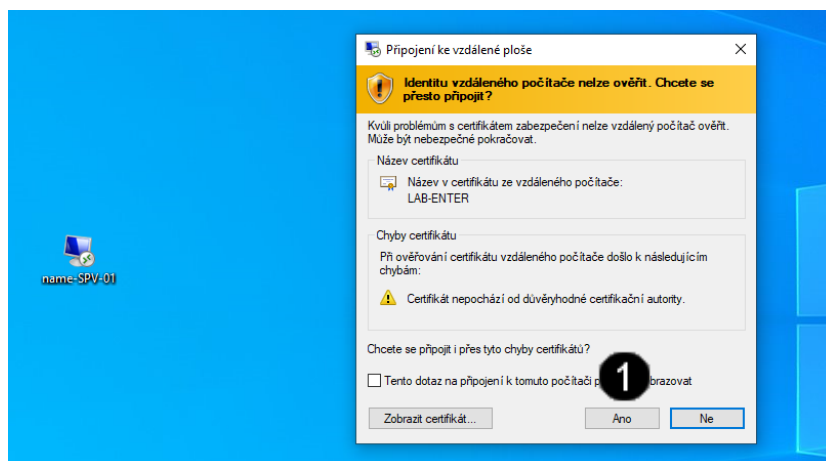 Připojení ke vzdálené ploše
Identitu vzdáleného počítače nelze ověřit. Chcete se
přesto připojit?
Kvůli problémům s certifikátem zabezpečení nelze vzdálený počítač ověřit.
Může být nebezpečné pokračovat.
Název certifikátu
Název v certifikátu ze vzdáleného počítače:
LAB-ENTER
Chyby certifikátu
Při ověřování certifikátu vzdáleného počítače došlo k následujícím
chybám:
Certifikát nepochází od důvěryhodné certifikační autority.
name-SPV-01
Chcete se připojit i přes tyto chyby certifikátů?
1
Tento dotaz na připojení k tomuto počítači
Zobrazit certifikát...
Ano
Ne